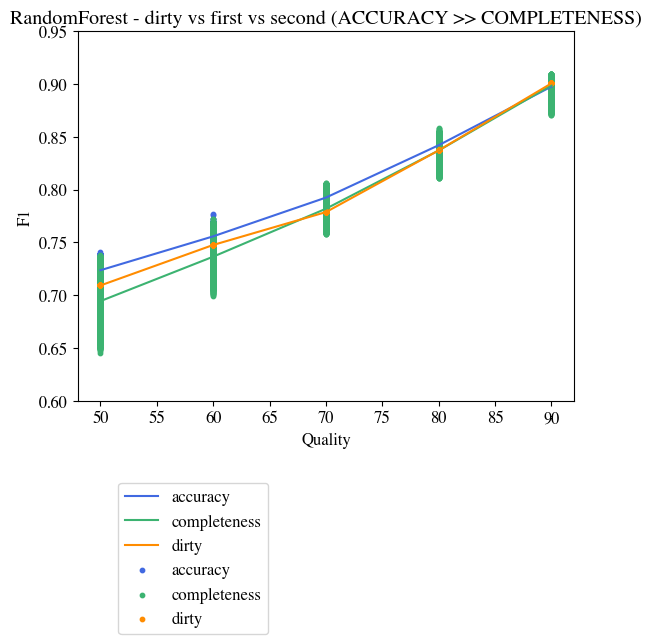 RandomForest - dirty vs first vs second (ACCURACY >> COMPLETENESS)
0.95
0.90
0.85
0.80
0.75
0.70
0.65
0.60
F1
50 55 60 65 70 75 80 85 90
Quality
accuracy
completeness
dirty
accuracy
completeness
dirty